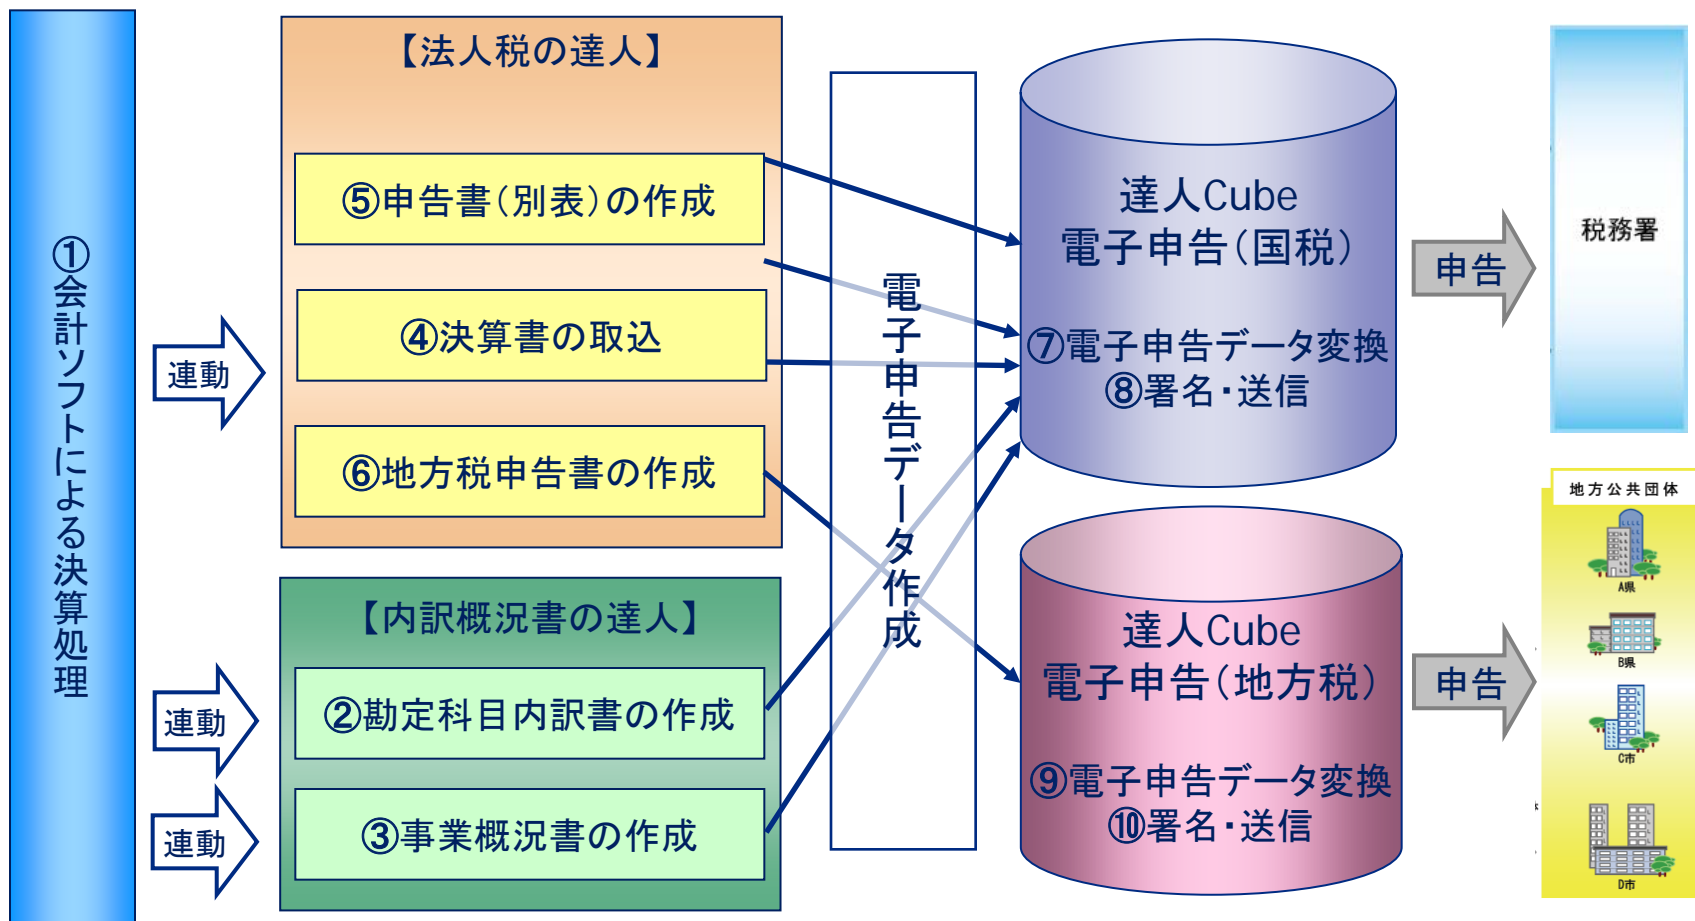 ①会計ソフトによる決算処理
連動
連動
連動
【法人税の達人】
⑤申告書(別表)の作成
④決算書の取込
⑥地方税申告書の作成
【内訳概況書の達人】
②勘定科目内訳書の作成
③事業概況書の作成
電子申告データ作成
達人Cube
電子申告(国税)
⑦電子申告データ変換
⑧署名・送信
達人Cube
電子申告(地方税)
⑨電子申告データ変換
⑩署名・送信
申告
申告
税務署
地方公共団体
A県
B県
C市
D市